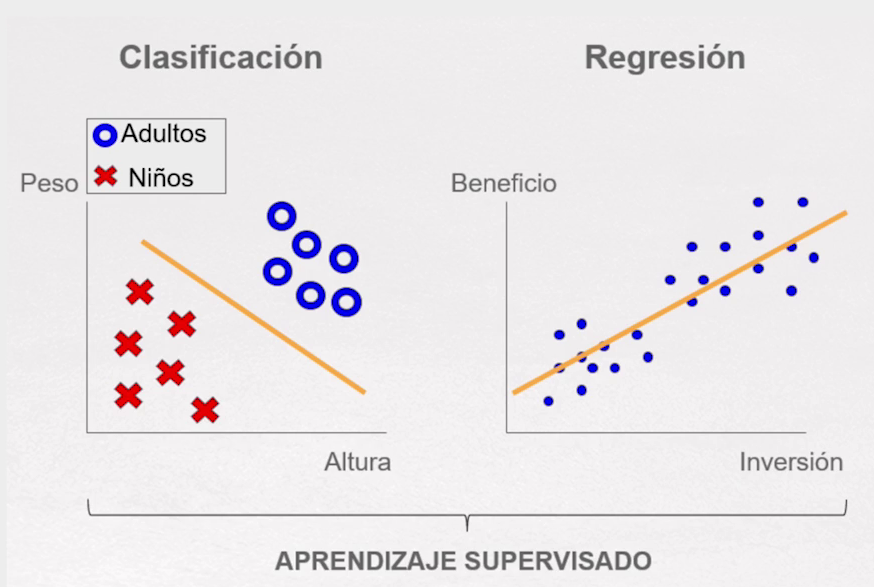 Clasificación
Regresión
Adultos
Niños
Peso
Beneficio
Altura
Inversión
APRENDIZAJE SUPERVISADO